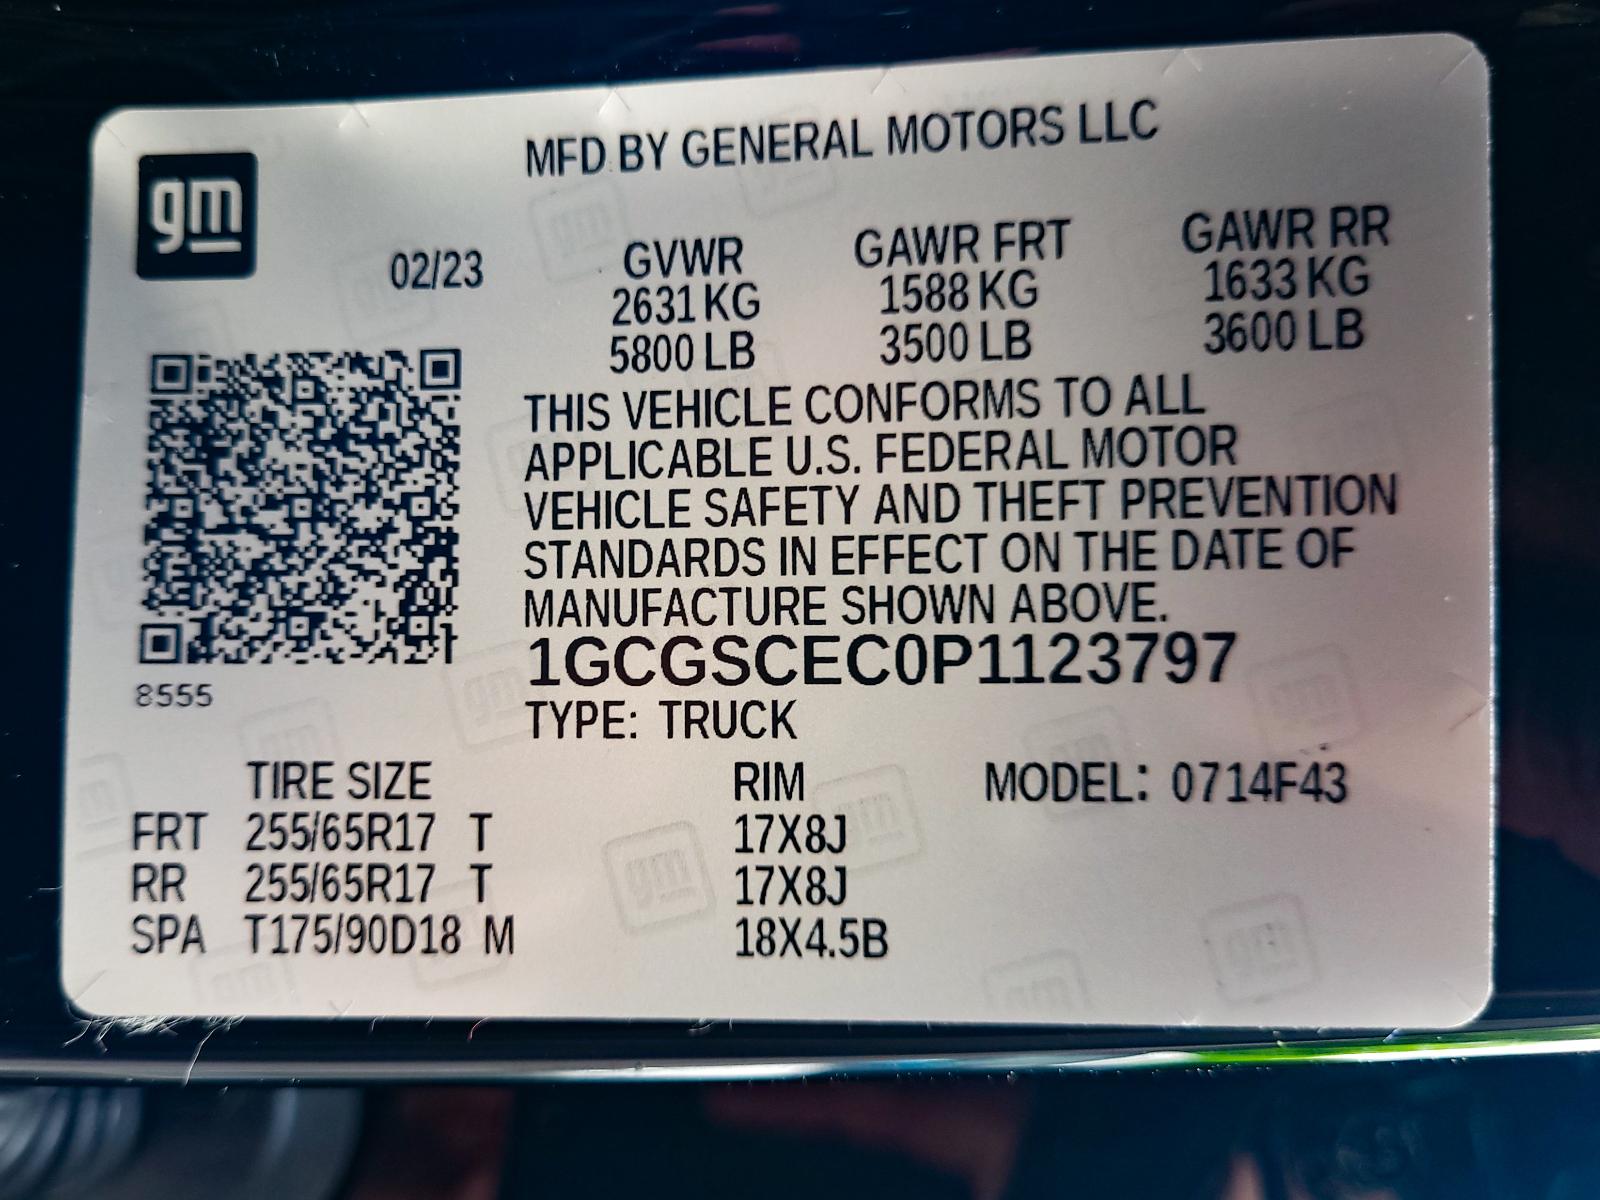 MFD BY GENERAL MOTORS LLC
gm
02/23
GVWR GAWR FRT GAWR RR
2631 KG 1588 KG 1633 KG
5800 LB 3500 LB 3600 LB
THIS VEHICLE CONFORMS TO ALL
APPLICABLE U.S. FEDERAL MOTOR
VEHICLE SAFETY AND THEFT PREVENTION
STANDARDS IN EFFECT ON THE DATE OF
MANUFACTURE SHOWN ABOVE.
1GCGSCEC0P1123797
8555
TYPE: TRUCK
TIRE SIZE RIM MODEL: 0714F43
FRT 255/65R17 T 17X8J
RR 255/65R17 T 17X8J
SPA T175/90D18 M 18X4.5B